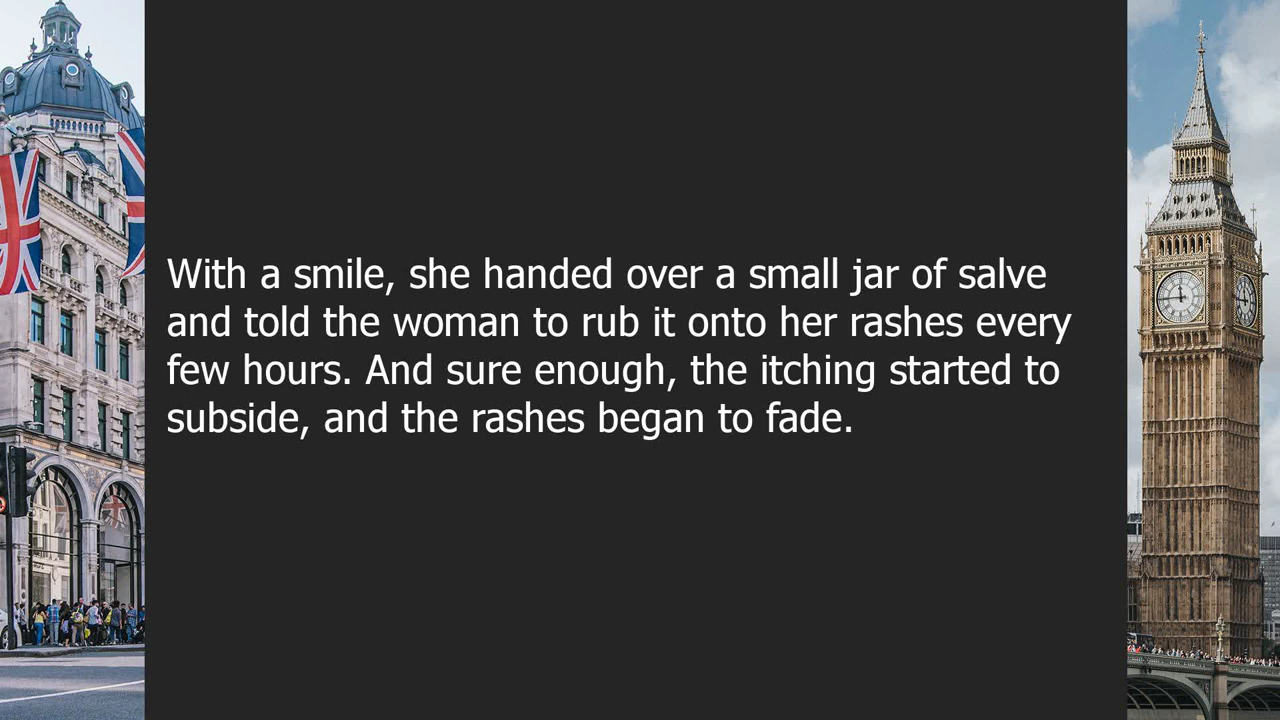 With a smile, she handed over a small jar of salve
and told the woman to rub it onto her rashes every
few hours. And sure enough, the itching started to
subside, and the rashes began to fade.